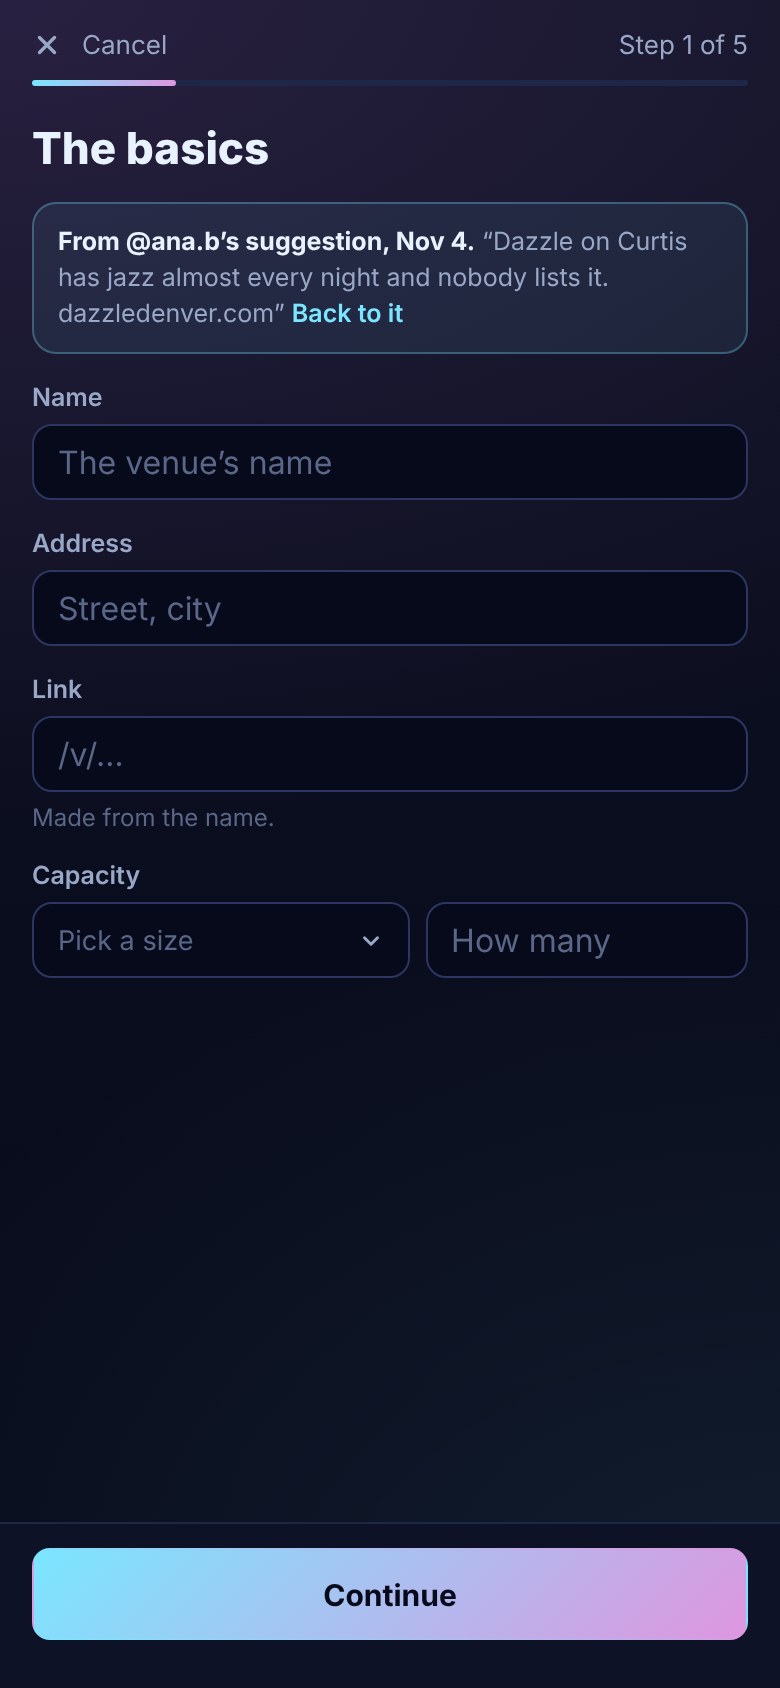 Cancel
Step 1 of 5
The basics
From @ana.b’s suggestion, Nov 4. “Dazzle on Curtis
has jazz almost every night and nobody lists it.
dazzledenver.com” Back to it
Name
The venue’s name
Address
Street, city
Link
/v/…
Made from the name.
Capacity
Pick a size
How many
Continue